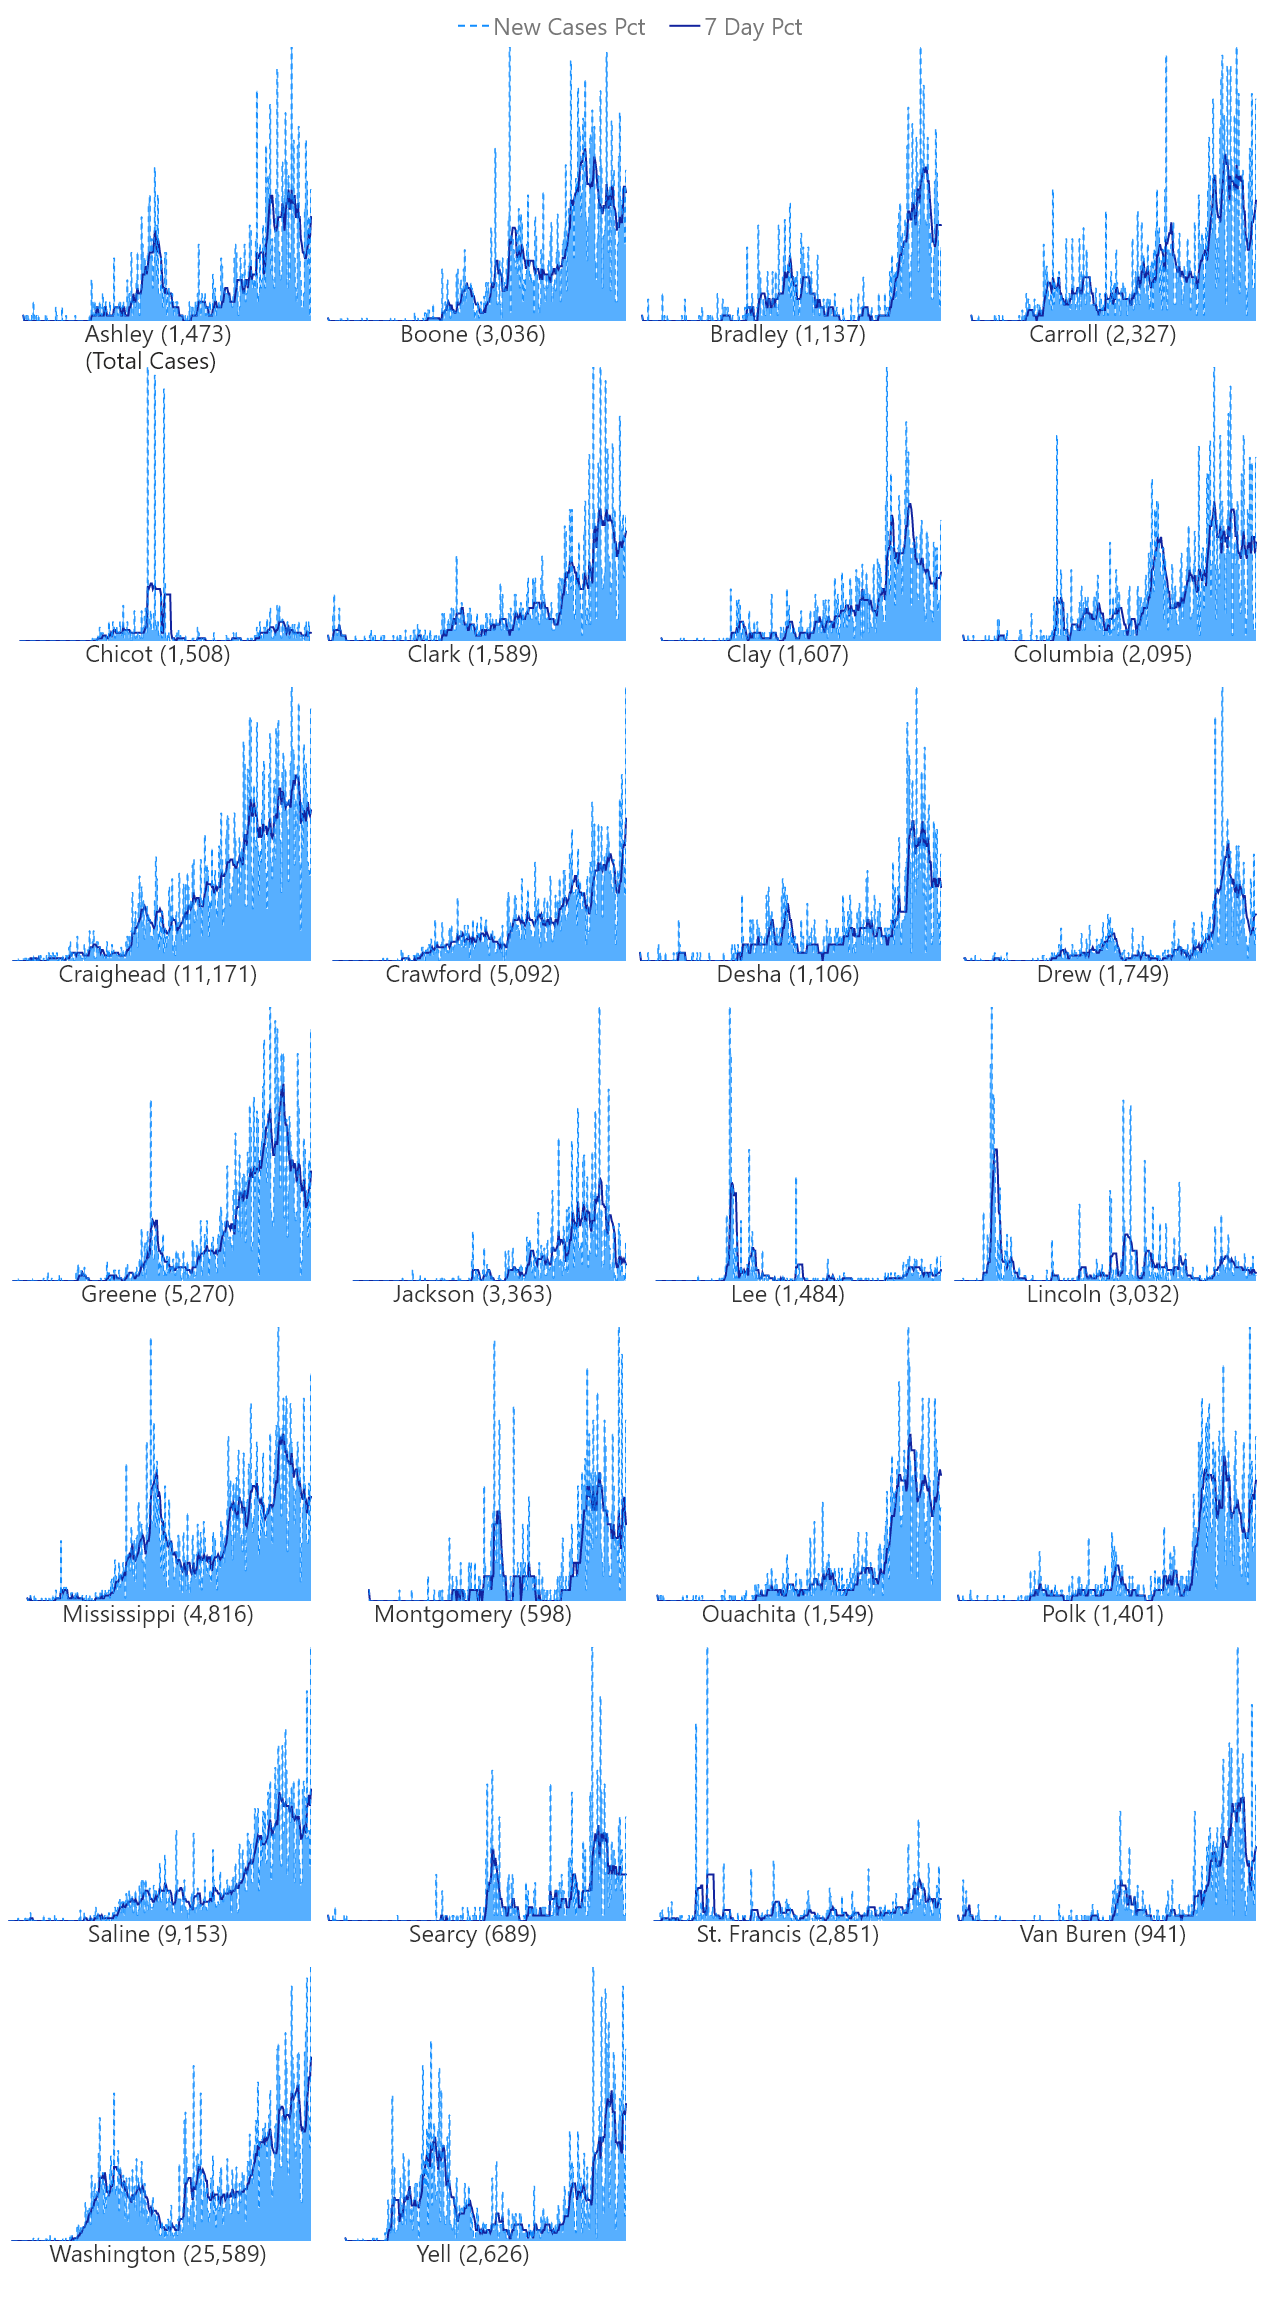 New Cases Pct 7 Day Pct
Ashley (1,473) Boone (3,036) Bradley (1,137) Carroll (2,327)
(Total Cases)
Chicot (1,508) Clark (1,589) Clay (1,607) Columbia (2,095)
Craighead (11,171) Crawford (5,092) Desha (1,106) Drew (1,749)
Greene (5,270) Jackson (3,363) Lee (1,484) Lincoln (3,032)
Mississippi (4,816) Montgomery (598) Ouachita (1,549) Polk (1,401)
Saline (9,153) Searcy (689) St. Francis (2,851) Van Buren (941)
Washington (25,589) Yell (2,626)